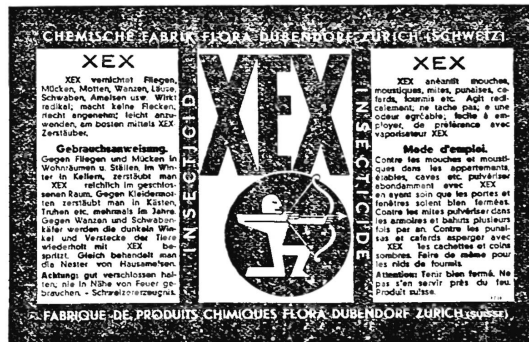 CHEMISCHE FABRIK FLORA DÜBENDORF ZÜRICH (SCHWEIZ)
XEX
XEX vernichtet Fliegen,
Mücken, Motten, Wanzen, Läuse,
Schwaben, Ameisen usw. Wirkt
radikal; macht keine Flecken,
riecht angenehm; leicht anzu-
wenden, am besten mittels XEX
Zerstäuber.
Gebrauchsanweisung.
Gegen Fliegen und Mücken in
Wohnräumen u. Ställen, im Win-
ter in Kellern, zerstäubt man
XEX reichlich im geschlos-
senen Raum. Gegen Kleidermot-
ten zerstäubt man in Kästen,
Truhen etc. mehrmals im Jahre.
Gegen Wanzen und Schwaben-
käfer werden die dunkeln Win-
kel und Verstecke der Tiere
wiederholt mit XEX be-
spritzt. Gleich behandelt man
die Nester von Hausameisen.
Achtung: gut verschlossen hal-
ten; nie in Nähe von Feuer ge-
brauchen. - Schweizererzeugnis.
INSECTICID
XEX
INSECTICIDE
XEX
XEX anéantit mouches,
moustiques, mites, punaises, ca-
fards, fourmis etc. Agit radi-
calement; ne tache pas; a une
odeur agréable; facile à em-
ployer, de préférence avec
vaporisateur XEX
Mode d'emploi.
Contre les mouches et mousti-
ques dans les appartements,
étables, caves etc. pulvériser
abondamment avec XEX
en ayant soin que les portes et
fenêtres soient bien fermées.
Contre les mites pulvériser dans
les armoires et bahuts plusieurs
fois par an. Contre les punai-
ses et cafards asperger avec
XEX les cachettes et coins
sombres. Faire de même pour
les nids de fourmis.
Attention: Tenir bien fermé. Ne
pas s'en servir près du feu.
Produit suisse.
FABRIQUE DE PRODUITS CHIMIQUES FLORA DUBENDORF ZURICH (SUISSE)